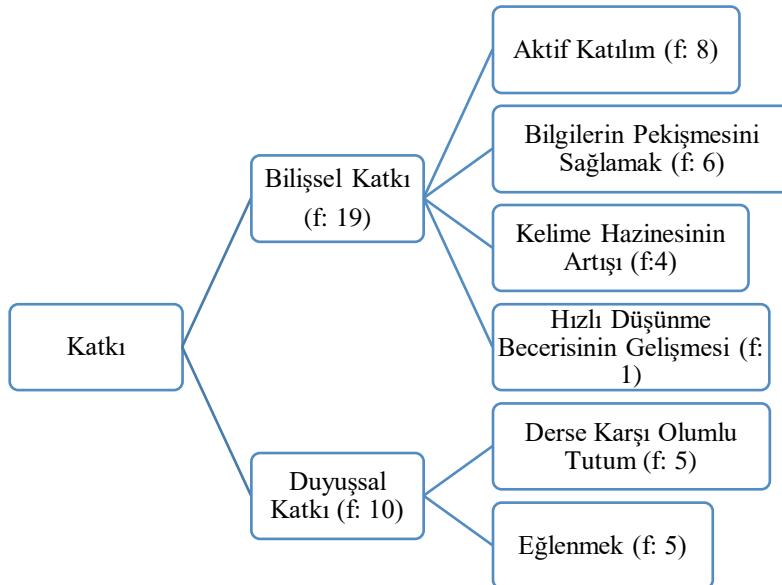 Katkı
Bilişsel Katkı
(f: 19)
Aktif Katılım (f: 8)
Bilgilerin Pekişmesini
Sağlamak (f: 6)
Kelime Hazinesinin
Artışı (f:4)
Hızlı Düşünme
Becerisinin Gelişmesi (f:
1)
Duyuşsal
Katkı (f: 10)
Derse Karşı Olumlu
Tutum (f: 5)
Eğlenmek (f: 5)